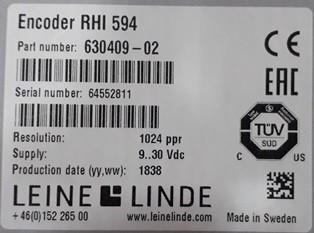 Encoder RHI 594
Part number: 630409-02
CE
Serial number: 64552811
EAC
Resolution: 1024 ppr
Supply: 9..30 Vdc
Production date (yy,ww): 1838
TÜV
SÜD
C US
LEINE LINDE
+46(0)152 265 00 www.leinelinde.com Made in Sweden